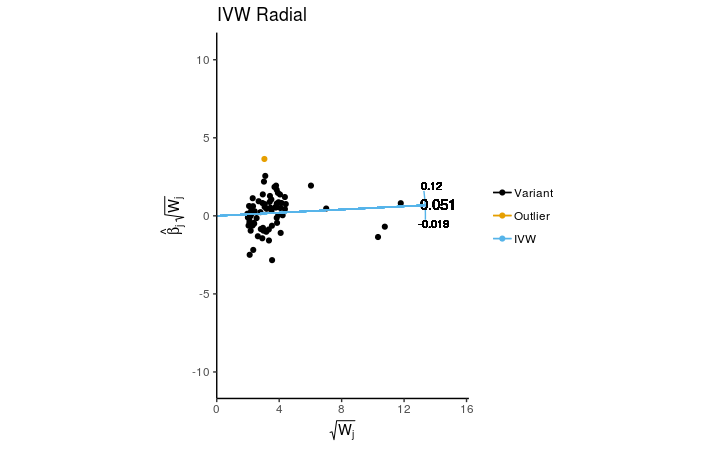 IVW Radial
10
5
0
-5
-10
β̂j√Wj
0.12
0.051
-0.019
0
4
8
12
16
√Wj
Variant
Outlier
IVW